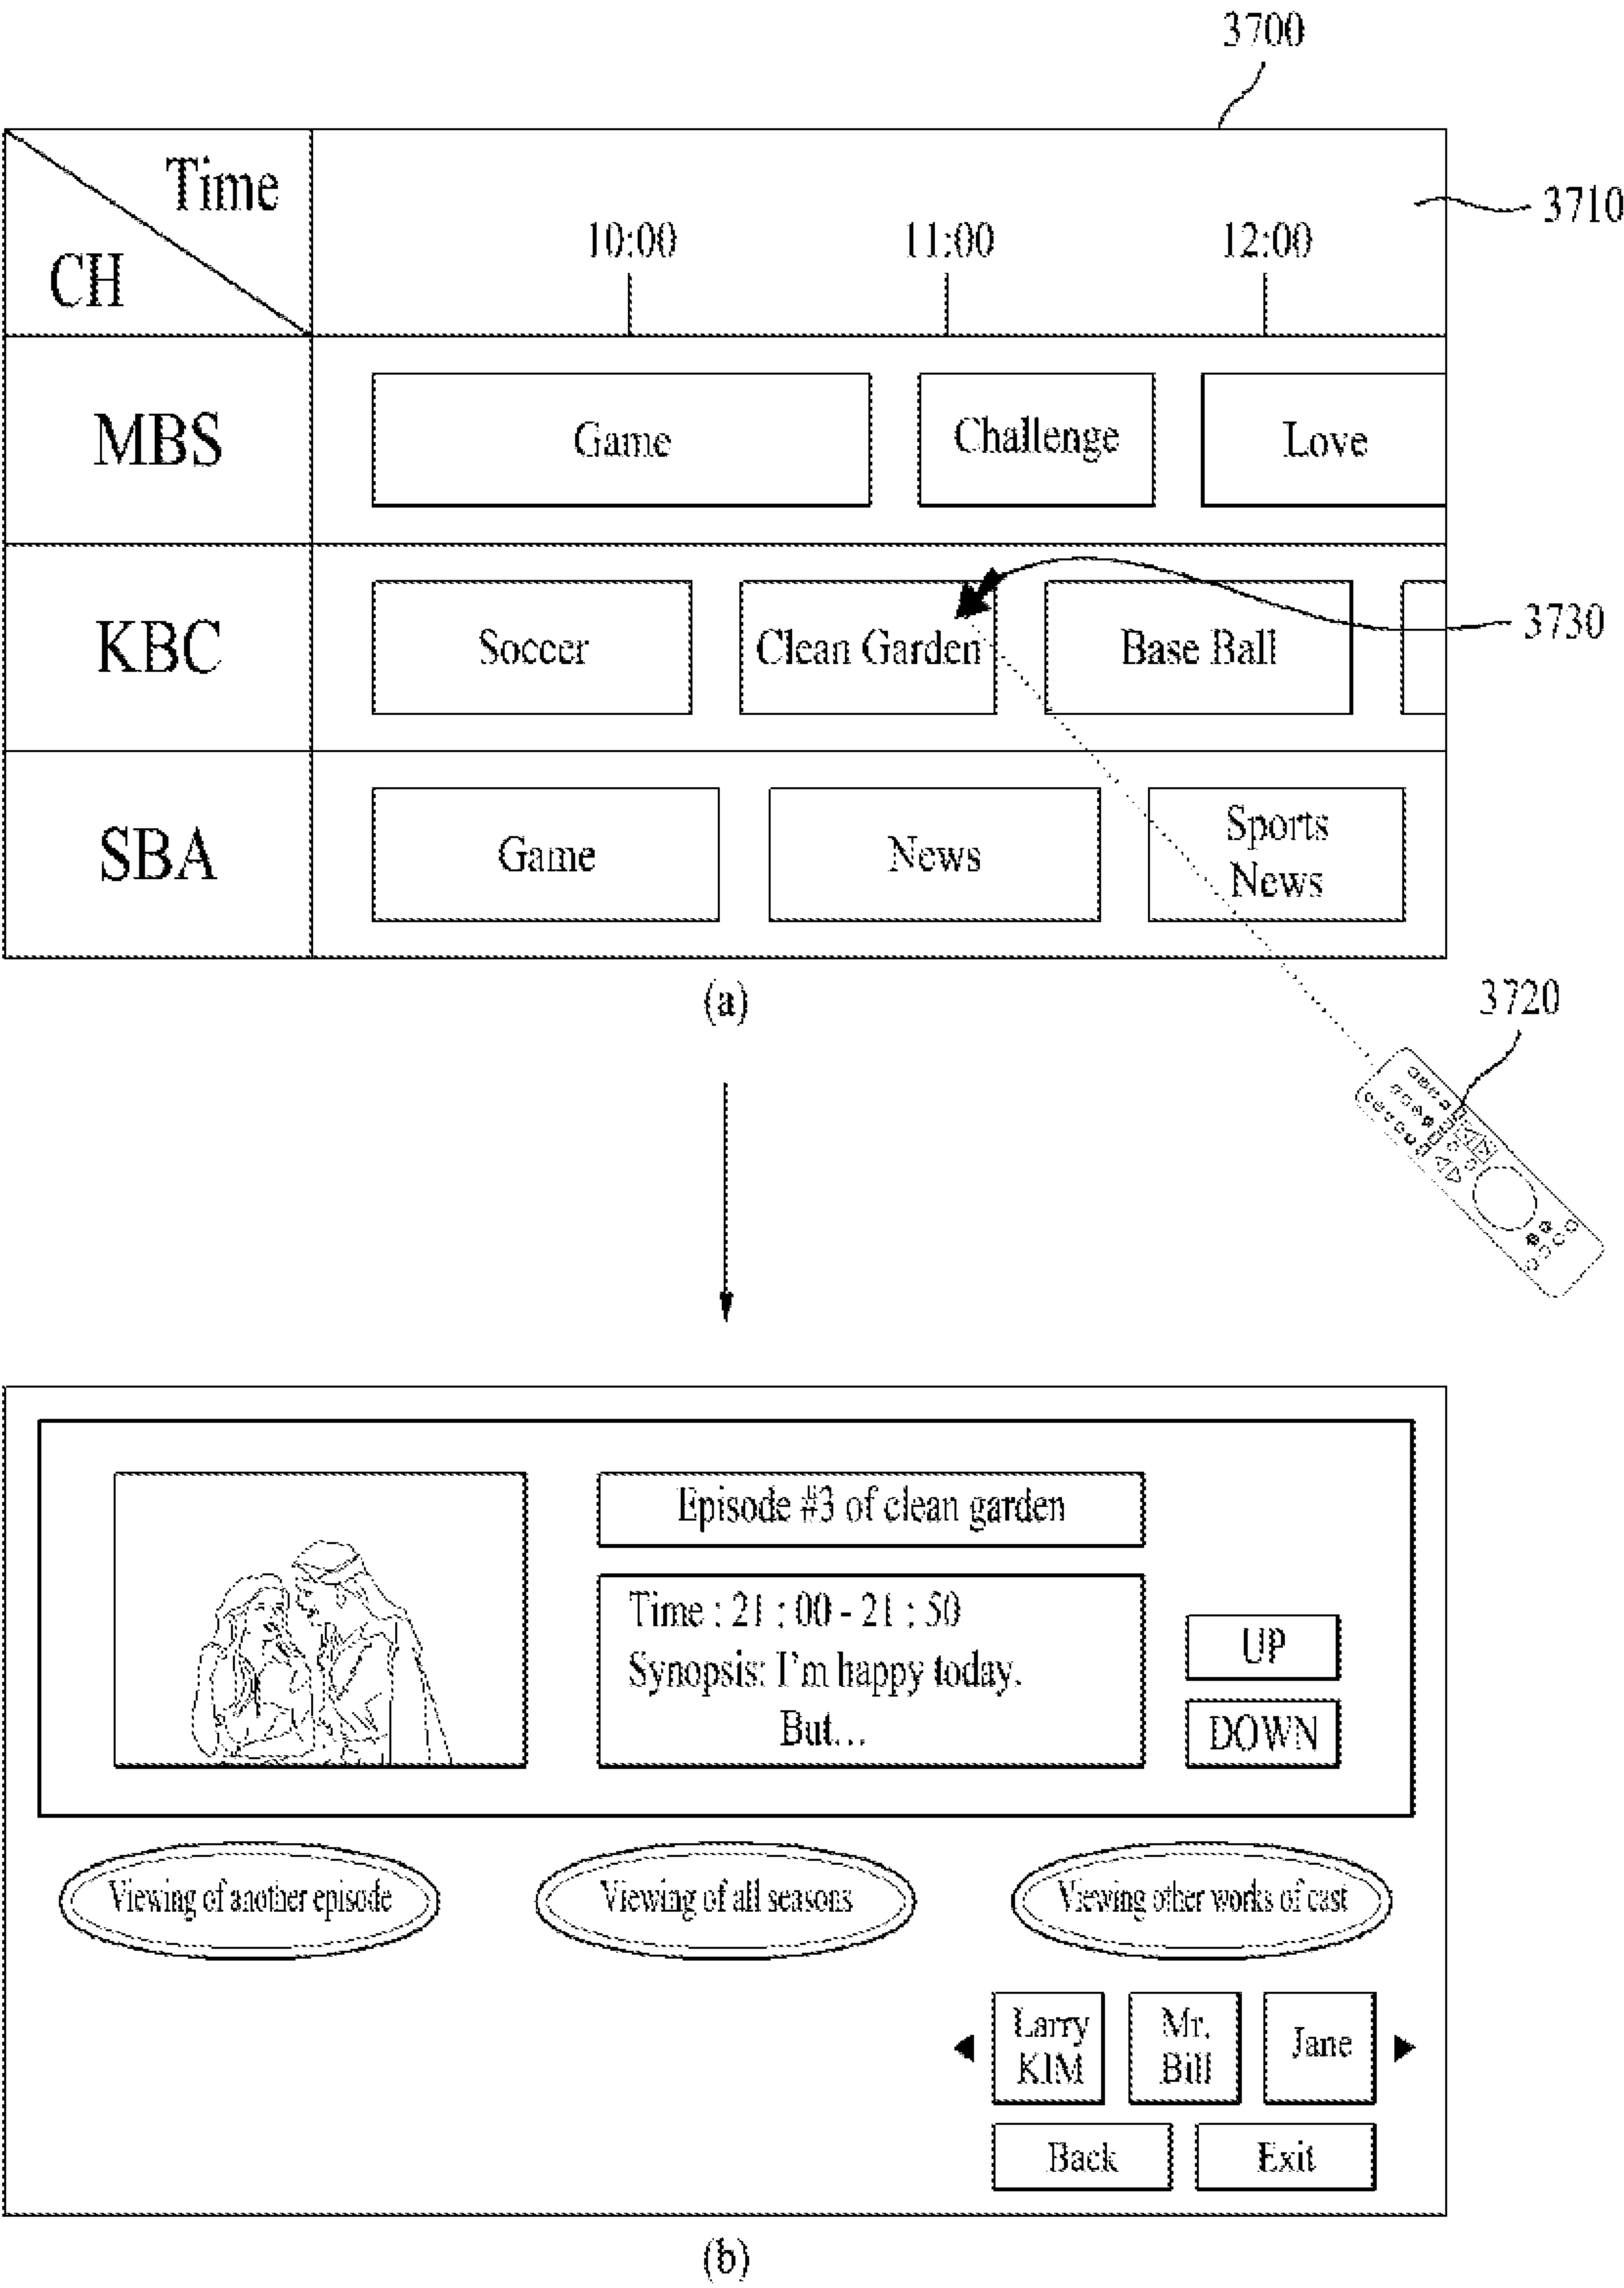 3700
3710
Time
CH
10:00 11:00 12:00
MBS Game Challenge Love
KBC Soccer Clean Garden Base Ball
3730
SBA Game News Sports News
(a)
3720
Episode #3 of clean garden
Time : 21 : 00 - 21 : 50
Synopsis: I'm happy today.
But...
UP
DOWN
Viewing of another episode
Viewing of all seasons
Viewing other works of cast
Larry KIM
Mr. Bill
Jane
Back
Exit
(b)